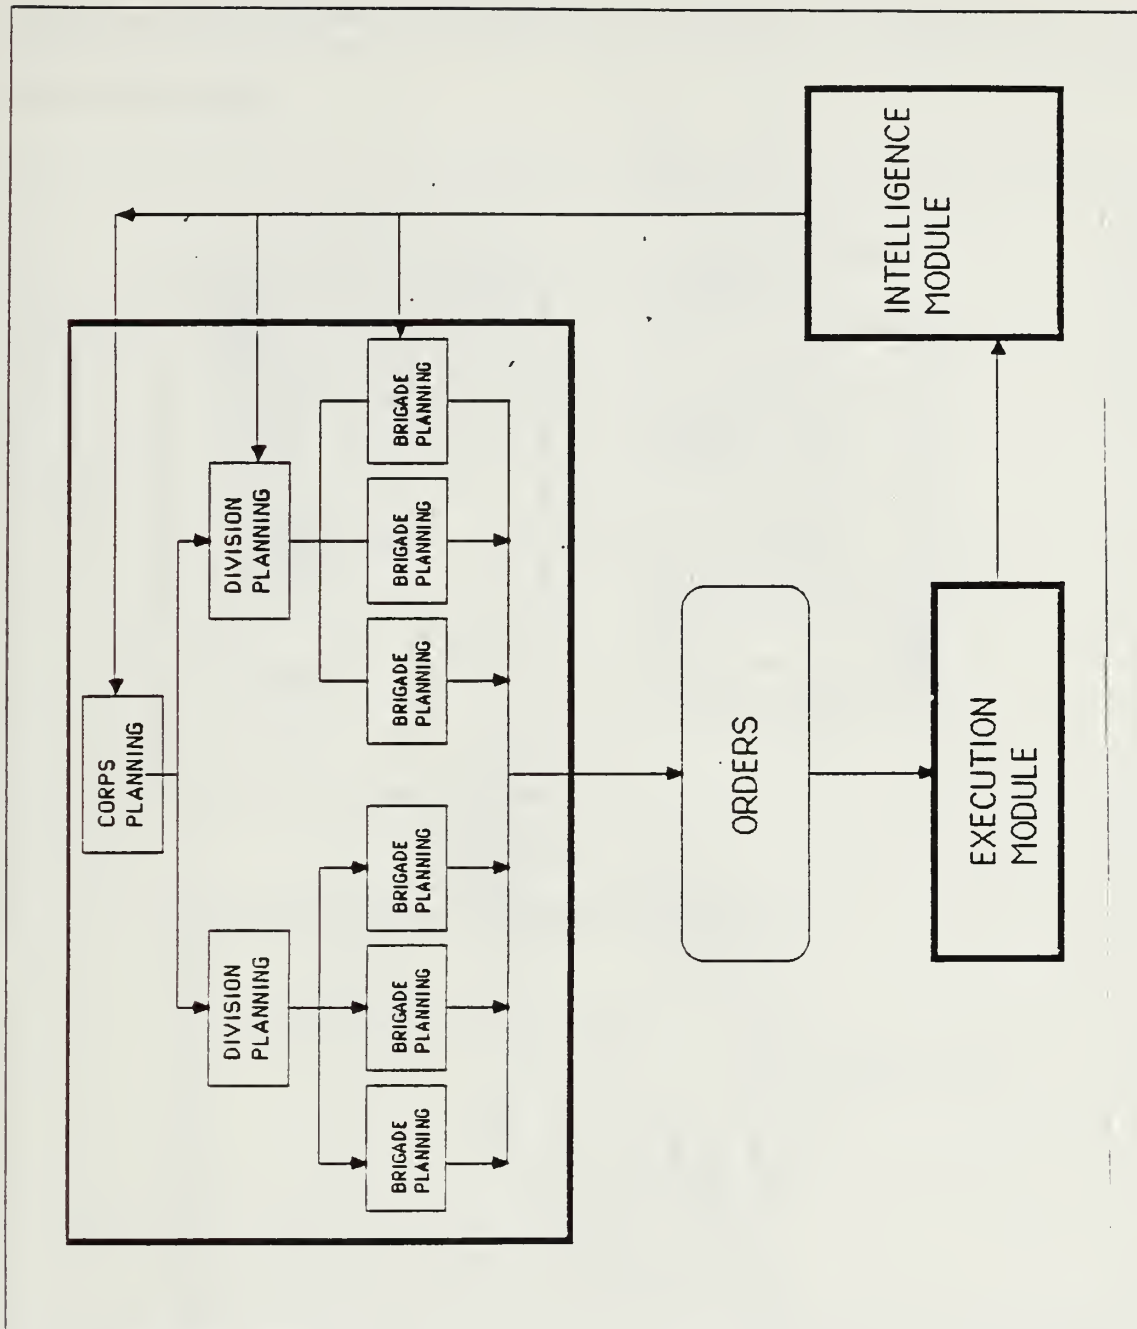 CORPS
PLANNING
DIVISION
PLANNING
DIVISION
PLANNING
BRIGADE
PLANNING
BRIGADE
PLANNING
BRIGADE
PLANNING
BRIGADE
PLANNING
BRIGADE
PLANNING
BRIGADE
PLANNING
ORDERS
EXECUTION
MODULE
INTELLIGENCE
MODULE